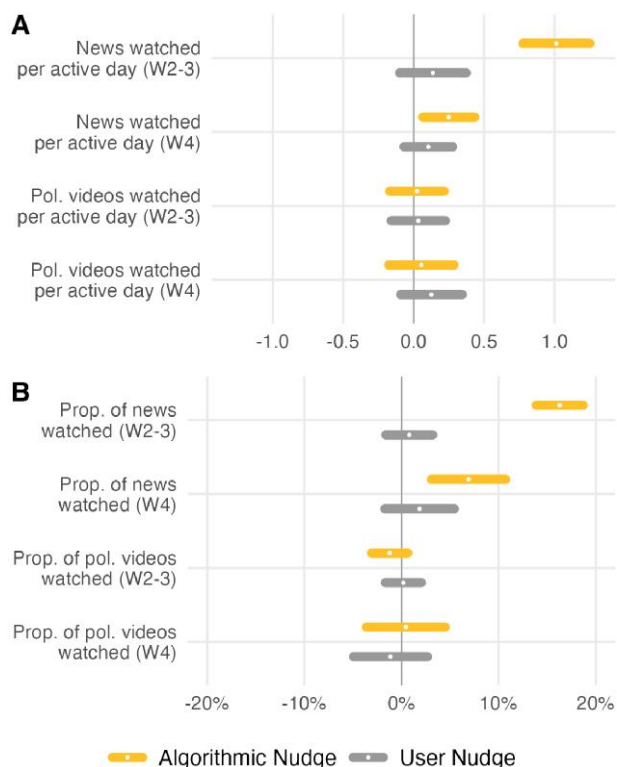 A
News watched
per active day (W2-3)
News watched
per active day (W4)
Pol. videos watched
per active day (W2-3)
Pol. videos watched
per active day (W4)
-1.0 -0.5 0.0 0.5 1.0
B
Prop. of news
watched (W2-3)
Prop. of news
watched (W4)
Prop. of pol. videos
watched (W2-3)
Prop. of pol. videos
watched (W4)
-20% -10% 0% 10% 20%
Algorithmic Nudge User Nudge